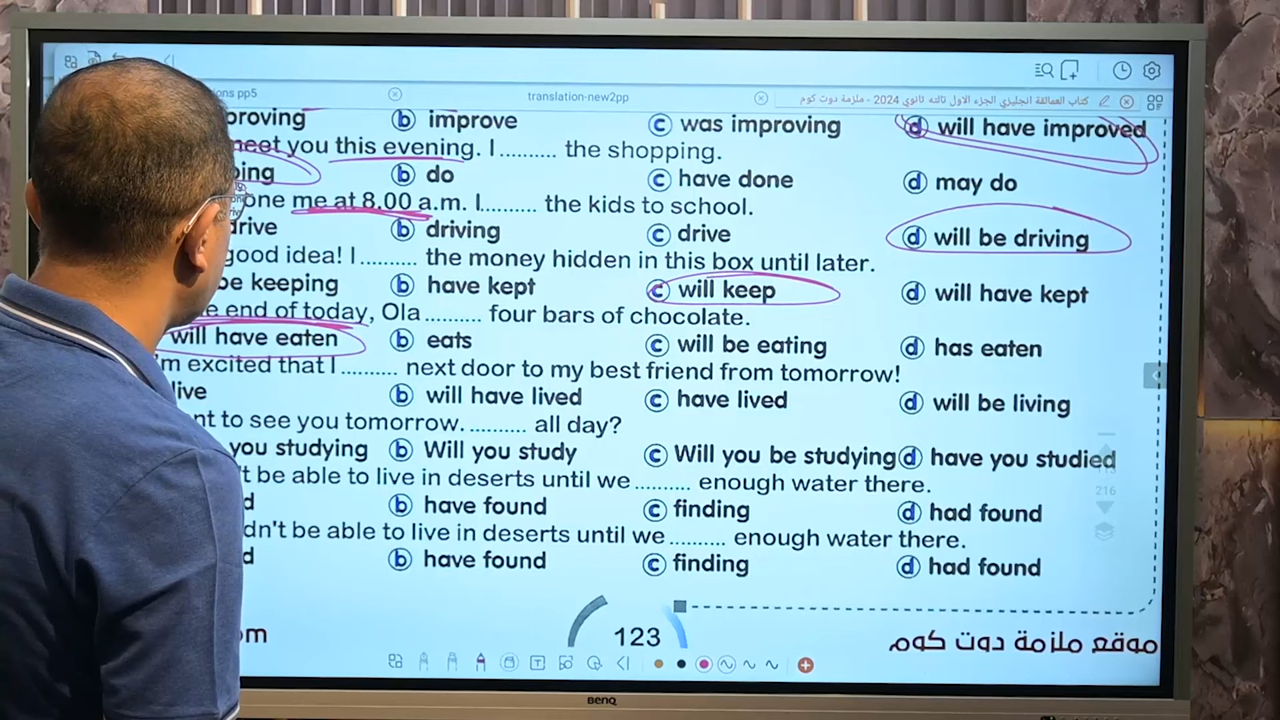 ons pp5
translation-new2pp
كتاب العمالقة انجليزي الجزء الاول ثالثه ثانوي 2024 - ملزمة دوت كوم
proving ⓑ improve ⓒ was improving ⓓ will have improved
meet you this evening. I.......... the shopping.
ping ⓑ do ⓒ have done ⓓ may do
one me at 8.00 a.m. I.......... the kids to school.
drive ⓑ driving ⓒ drive ⓓ will be driving
good idea! I.......... the money hidden in this box until later.
be keeping ⓑ have kept ⓒ will keep ⓓ will have kept
e end of today, Ola.......... four bars of chocolate.
will have eaten ⓑ eats ⓒ will be eating ⓓ has eaten
'm excited that I.......... next door to my best friend from tomorrow!
live ⓑ will have lived ⓒ have lived ⓓ will be living
nt to see you tomorrow. .......... all day?
you studying ⓑ Will you study ⓒ Will you be studying ⓓ have you studied
't be able to live in deserts until we.......... enough water there.
d ⓑ have found ⓒ finding ⓓ had found
dn't be able to live in deserts until we.......... enough water there.
d ⓑ have found ⓒ finding ⓓ had found
216
om 123 موقع ملزمة دوت كوم
BenQ